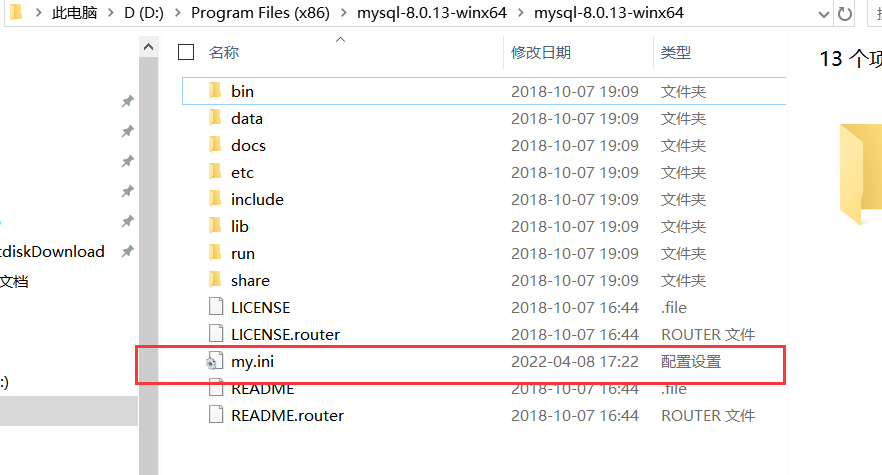 此电脑 > D (D:) > Program Files (x86) > mysql-8.0.13-winx64 > mysql-8.0.13-winx64
名称 修改日期 类型
13 个项
bin 2018-10-07 19:09 文件夹
data 2018-10-07 19:09 文件夹
docs 2018-10-07 19:09 文件夹
etc 2018-10-07 19:09 文件夹
include 2018-10-07 19:09 文件夹
lib 2018-10-07 19:09 文件夹
run 2018-10-07 19:09 文件夹
share 2018-10-07 19:09 文件夹
LICENSE 2018-10-07 16:44 .file
LICENSE.router 2018-10-07 16:44 ROUTER 文件
my.ini 2022-04-08 17:22 配置设置
README 2018-10-07 16:44 .file
README.router 2018-10-07 16:44 ROUTER 文件
tdiskDownload
文档
:)